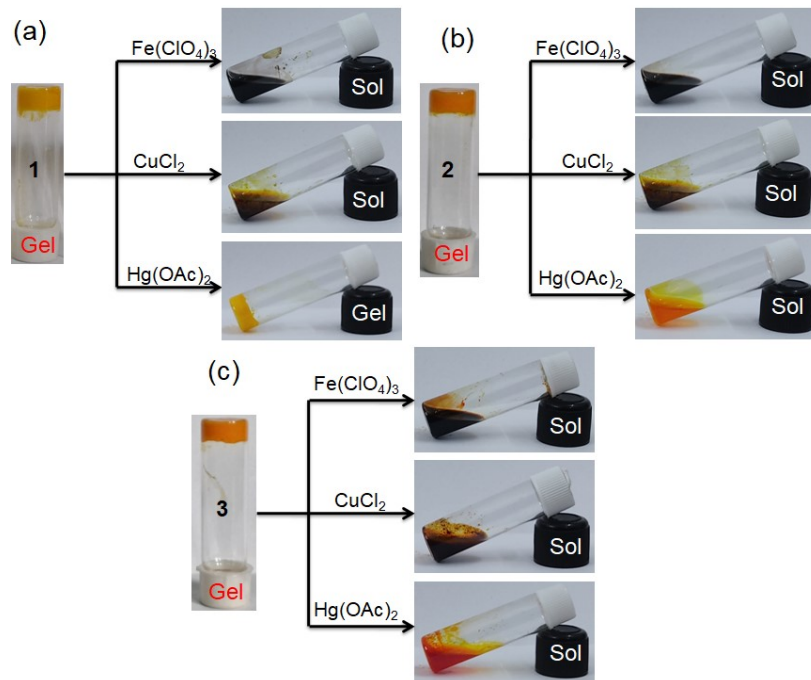 (a)
Fe(ClO₄)₃
Sol
1
CuCl₂
Sol
Gel
Hg(OAc)₂
Gel
(b)
Fe(ClO₄)₃
Sol
2
CuCl₂
Sol
Gel
Hg(OAc)₂
Sol
(c)
Fe(ClO₄)₃
Sol
3
CuCl₂
Sol
Gel
Hg(OAc)₂
Sol